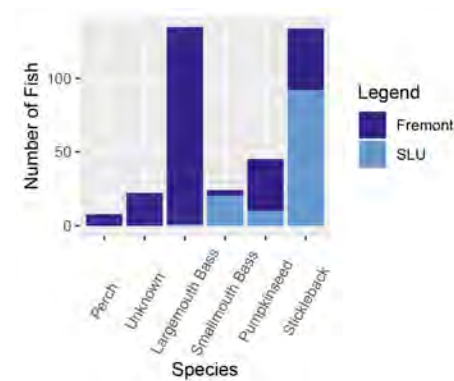 Number of Fish
100
50
0
Perch
Unknown
Largemouth Bass
Smallmouth Bass
Pumpkinseed
Stickleback
Species
Legend
Fremont
SLU